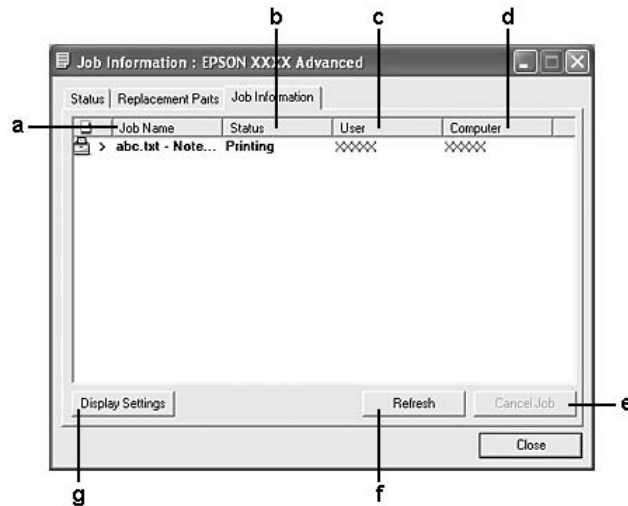 b c d
Job Information : EPSON XXXX Advanced
Status Replacement Parts Job Information
a
Job Name Status User Computer
> abc.txt - Note... Printing XXXXX XXXXX
Display Settings Refresh Cancel Job
e
Close
g f